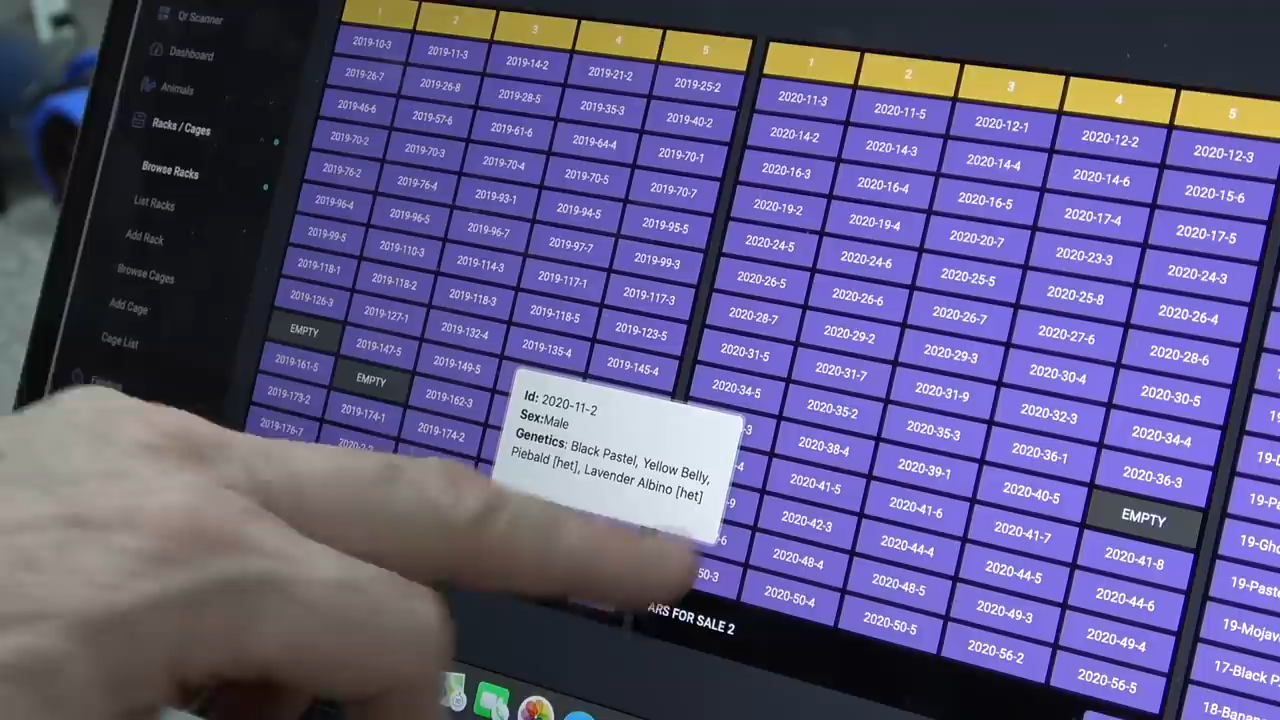 Qr Scanner
Dashboard
Animals
Racks / Cages
Browse Racks
List Racks
Add Rack
Browse Cages
Add Cage
Cage List
1 2 3 4 5
2019-10-3 2019-11-3 2019-14-2 2019-21-2 2019-25-2
2019-26-7 2019-26-8 2019-28-5 2019-35-3 2019-40-2
2019-46-6 2019-57-6 2019-61-6 2019-64-4 2019-70-1
2019-70-2 2019-70-3 2019-70-4 2019-70-5 2019-70-7
2019-76-2 2019-76-4 2019-93-1 2019-94-5 2019-95-5
2019-96-4 2019-96-5 2019-96-7 2019-97-7 2019-99-3
2019-99-5 2019-110-3 2019-114-3 2019-117-1 2019-117-3
2019-118-1 2019-118-2 2019-118-3 2019-118-5 2019-123-5
2019-126-3 2019-127-1 2019-132-4 2019-135-4 2019-145-4
EMPTY 2019-147-5 2019-149-5
2019-161-5 EMPTY 2019-162-3
2019-173-2 2019-174-1 2019-174-2
2019-176-7
Id: 2020-11-2
Sex:Male
Genetics: Black Pastel, Yellow Belly,
Piebald [het], Lavender Albino [het]
1 2 3 4 5
2020-11-3 2020-11-5 2020-12-1 2020-12-2 2020-12-3
2020-14-2 2020-14-3 2020-14-4 2020-14-6 2020-15-6
2020-16-3 2020-16-4 2020-16-5 2020-17-4 2020-17-5
2020-19-2 2020-19-4 2020-20-7 2020-23-3 2020-24-3
2020-24-5 2020-24-6 2020-25-5 2020-25-8 2020-26-4
2020-26-5 2020-26-6 2020-26-7 2020-27-6 2020-28-6
2020-28-7 2020-29-2 2020-29-3 2020-30-4 2020-30-5
2020-31-5 2020-31-7 2020-31-9 2020-32-3 2020-34-4
2020-34-5 2020-35-2 2020-35-3 2020-36-1 2020-36-3
-3 2020-38-4 2020-39-1 2020-40-5 EMPTY
-4 2020-41-5 2020-41-6 2020-41-7 2020-41-8
-9 2020-42-3 2020-44-4 2020-44-5 2020-44-6
-6 2020-48-4 2020-48-5 2020-49-3 2020-49-4
50-3 2020-50-4 2020-50-5 2020-56-2 2020-56-5
ARS FOR SALE 2
19-P
19-Gho
19-Paste
19-Mojav
17-Black P
18-Banan